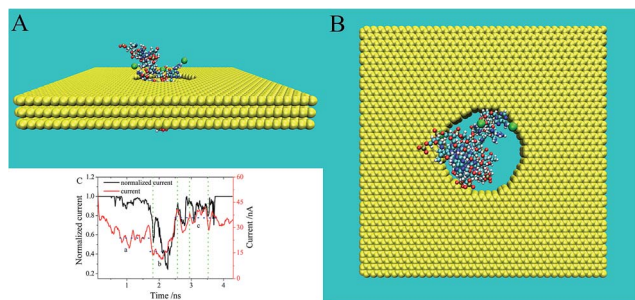 A
B
C
normalized current
current
Normalized current
1.0
0.8
0.6
0.4
0.2
60
45
30
15
0
Current /nA
a
b
c
1
2
3
4
Time /ns